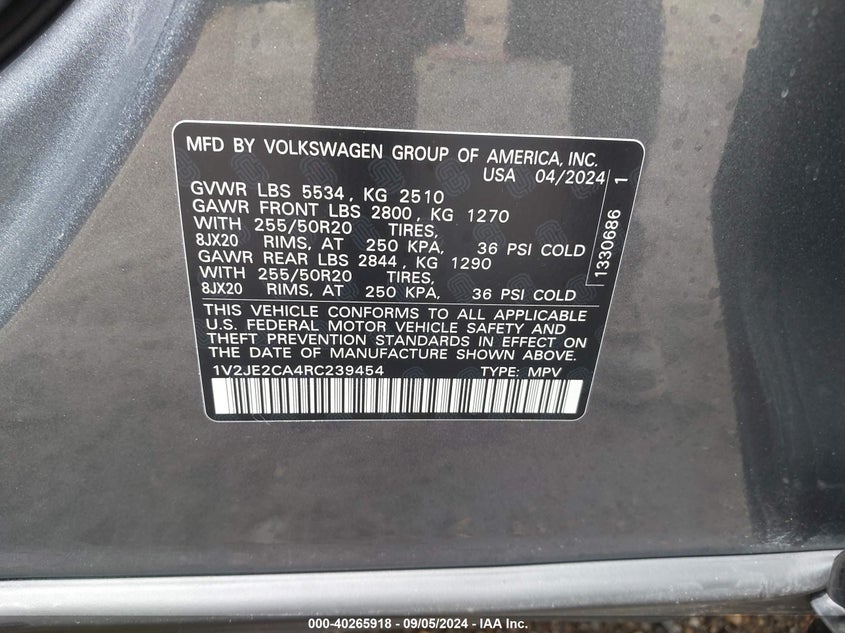 MFD BY VOLKSWAGEN GROUP OF AMERICA, INC.
USA 04/2024
GVWR LBS 5534 , KG 2510
GAWR FRONT LBS 2800 , KG 1270
WITH 255/50R20 TIRES,
8JX20 RIMS, AT 250 KPA, 36 PSI COLD
GAWR REAR LBS 2844 , KG 1290
WITH 255/50R20 TIRES,
8JX20 RIMS, AT 250 KPA, 36 PSI COLD
1330686 1
THIS VEHICLE CONFORMS TO ALL APPLICABLE
U.S. FEDERAL MOTOR VEHICLE SAFETY AND
THEFT PREVENTION STANDARDS IN EFFECT ON
THE DATE OF MANUFACTURE SHOWN ABOVE.
1V2JE2CA4RC239454 TYPE: MPV
000-40265918 - 09/05/2024 - IAA Inc.